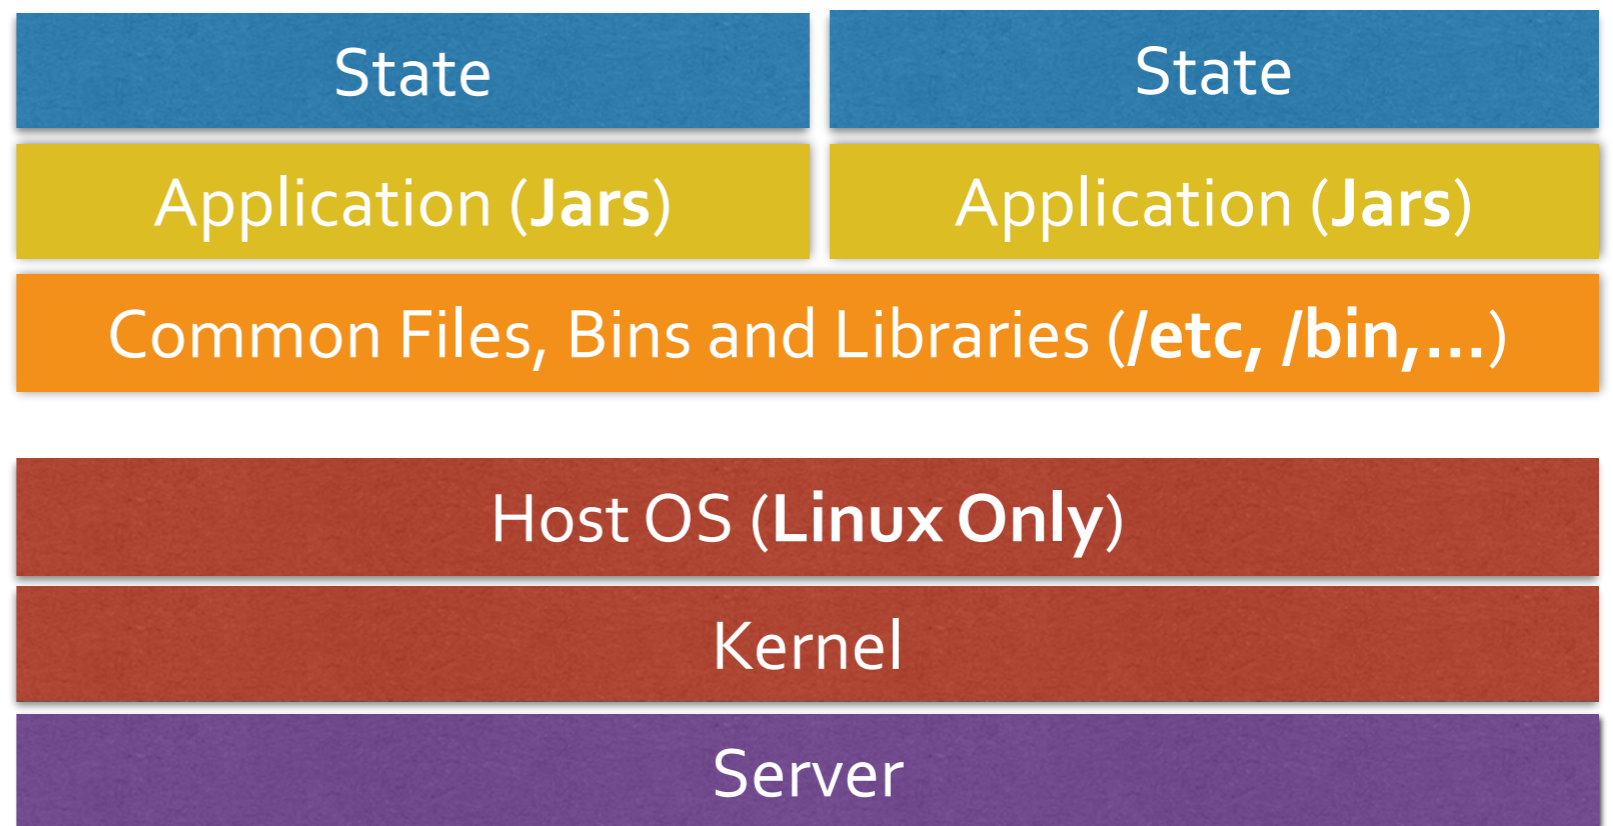 State
State
Application (Jars)
Application (Jars)
Common Files, Bins and Libraries (/etc, /bin,...)
Host OS (Linux Only)
Kernel
Server